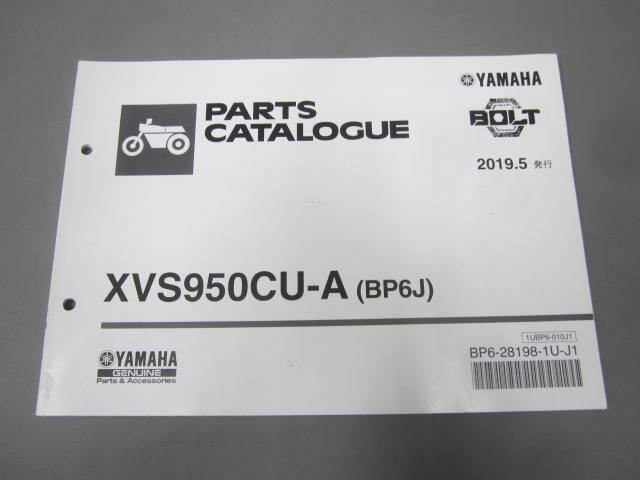 YAMAHA
PARTS
CATALOGUE
BOLT
2019.5 発行
XVS950CU-A (BP6J)
1UBP6-010J1
YAMAHA
GENUINE
Parts & Accessories
BP6-28198-1U-J1